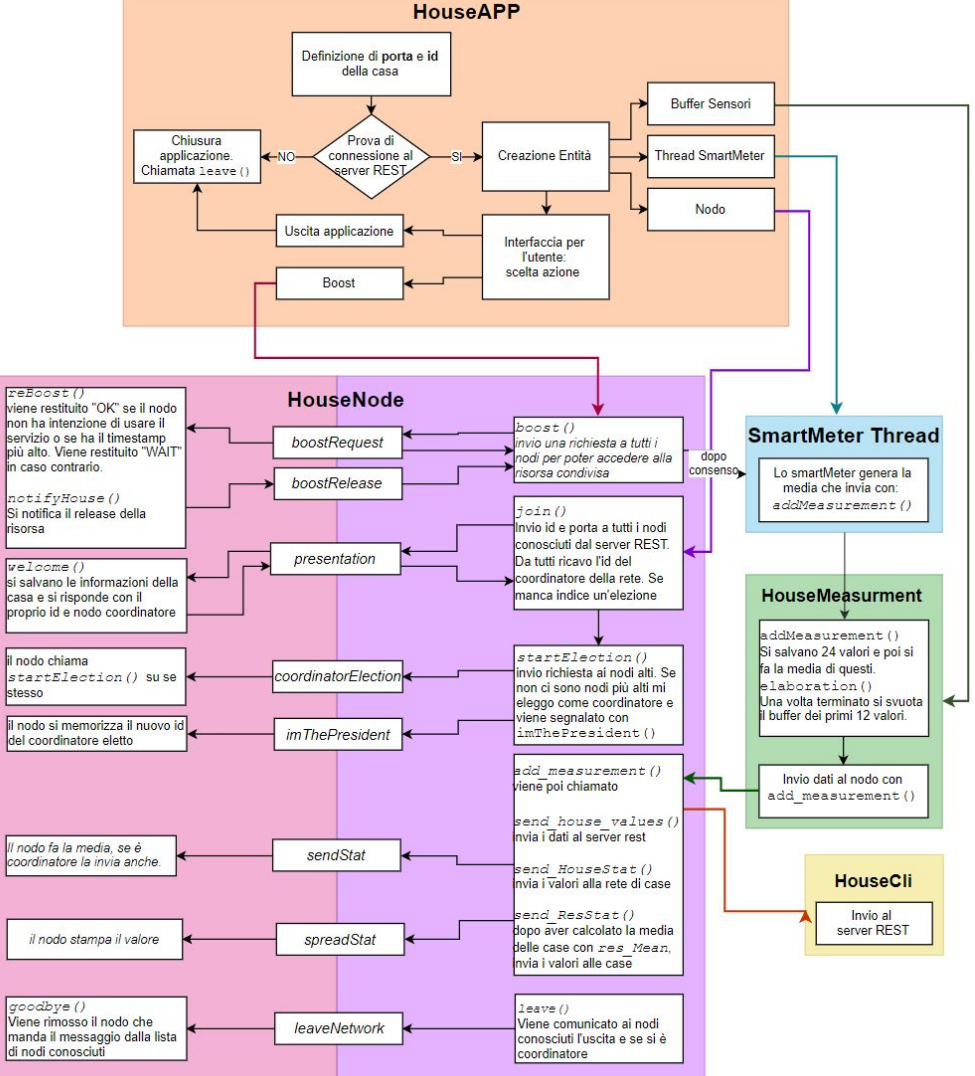 HouseAPP
Definizione di porta e id
della casa
Prova di
connessione al
server REST
NO
SI
Chiusura
applicazione.
Chiamata leave()
Creazione Entità
Buffer Sensori
Thread SmartMeter
Nodo
Uscita applicazione
Boost
Interfaccia per
l'utente:
scelta azione
HouseNode
reBoost()
viene restituito "OK" se il nodo
non ha intenzione di usare il
servizio o se ha il timestamp
più alto. Viene restituito "WAIT"
in caso contrario.
notifyHouse()
Si notifica il release della
risorsa
boostRequest
boostRelease
boost()
invio una richiesta a tutti i
nodi per poter accedere alla
risorsa condivisa
dopo
consenso
welcome()
si salvano le informazioni della
casa e si risponde con il
proprio id e nodo coordinatore
presentation
join()
Invio id e porta a tutti i nodi
conosciuti dal server REST.
Da tutti ricavo l'id del
coordinatore della rete. Se
manca indice un'elezione
il nodo chiama
startElection() su se
stesso
coordinatorElection
startElection()
invio richiesta ai nodi alti. Se
non ci sono nodi più alti mi
eleggo come coordinatore e
viene segnalato con
imThePresident()
il nodo si memorizza il nuovo id
del coordinatore eletto
imThePresident
add_measurement()
viene poi chiamato
send_house_values()
invia i dati al server rest
send_HouseStat()
invia i valori alla rete di case
send_ResStat()
dopo aver calcolato la media
delle case con res_Mean,
invia i valori alle case
Il nodo fa la media, se è
coordinatore la invia anche.
sendStat
il nodo stampa il valore
spreadStat
goodbye()
Viene rimosso il nodo che
manda il messaggio dalla lista
di nodi conosciuti
leaveNetwork
leave()
Viene comunicato ai nodi
conosciuti l'uscita e se si è
coordinatore
SmartMeter Thread
Lo smartMeter genera la
media che invia con:
addMeasurement()
HouseMeasurment
addMeasurement()
Si salvano 24 valori e poi si
fa la media di questi.
elaboration()
Una volta terminato si svuota
il buffer dei primi 12 valori.
Invio dati al nodo con
add_measurement()
HouseCli
Invio al
server REST